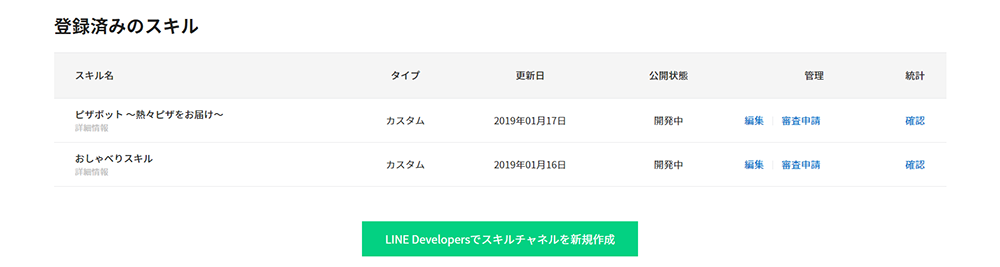 登録済みのスキル
スキル名 タイプ 更新日 公開状態 管理 統計
ピザボット ～熱々ピザをお届け～
詳細情報
カスタム 2019年01月17日 開発中 編集 審査申請 確認
おしゃべりスキル
詳細情報
カスタム 2019年01月16日 開発中 編集 審査申請 確認
LINE Developersでスキルチャネルを新規作成